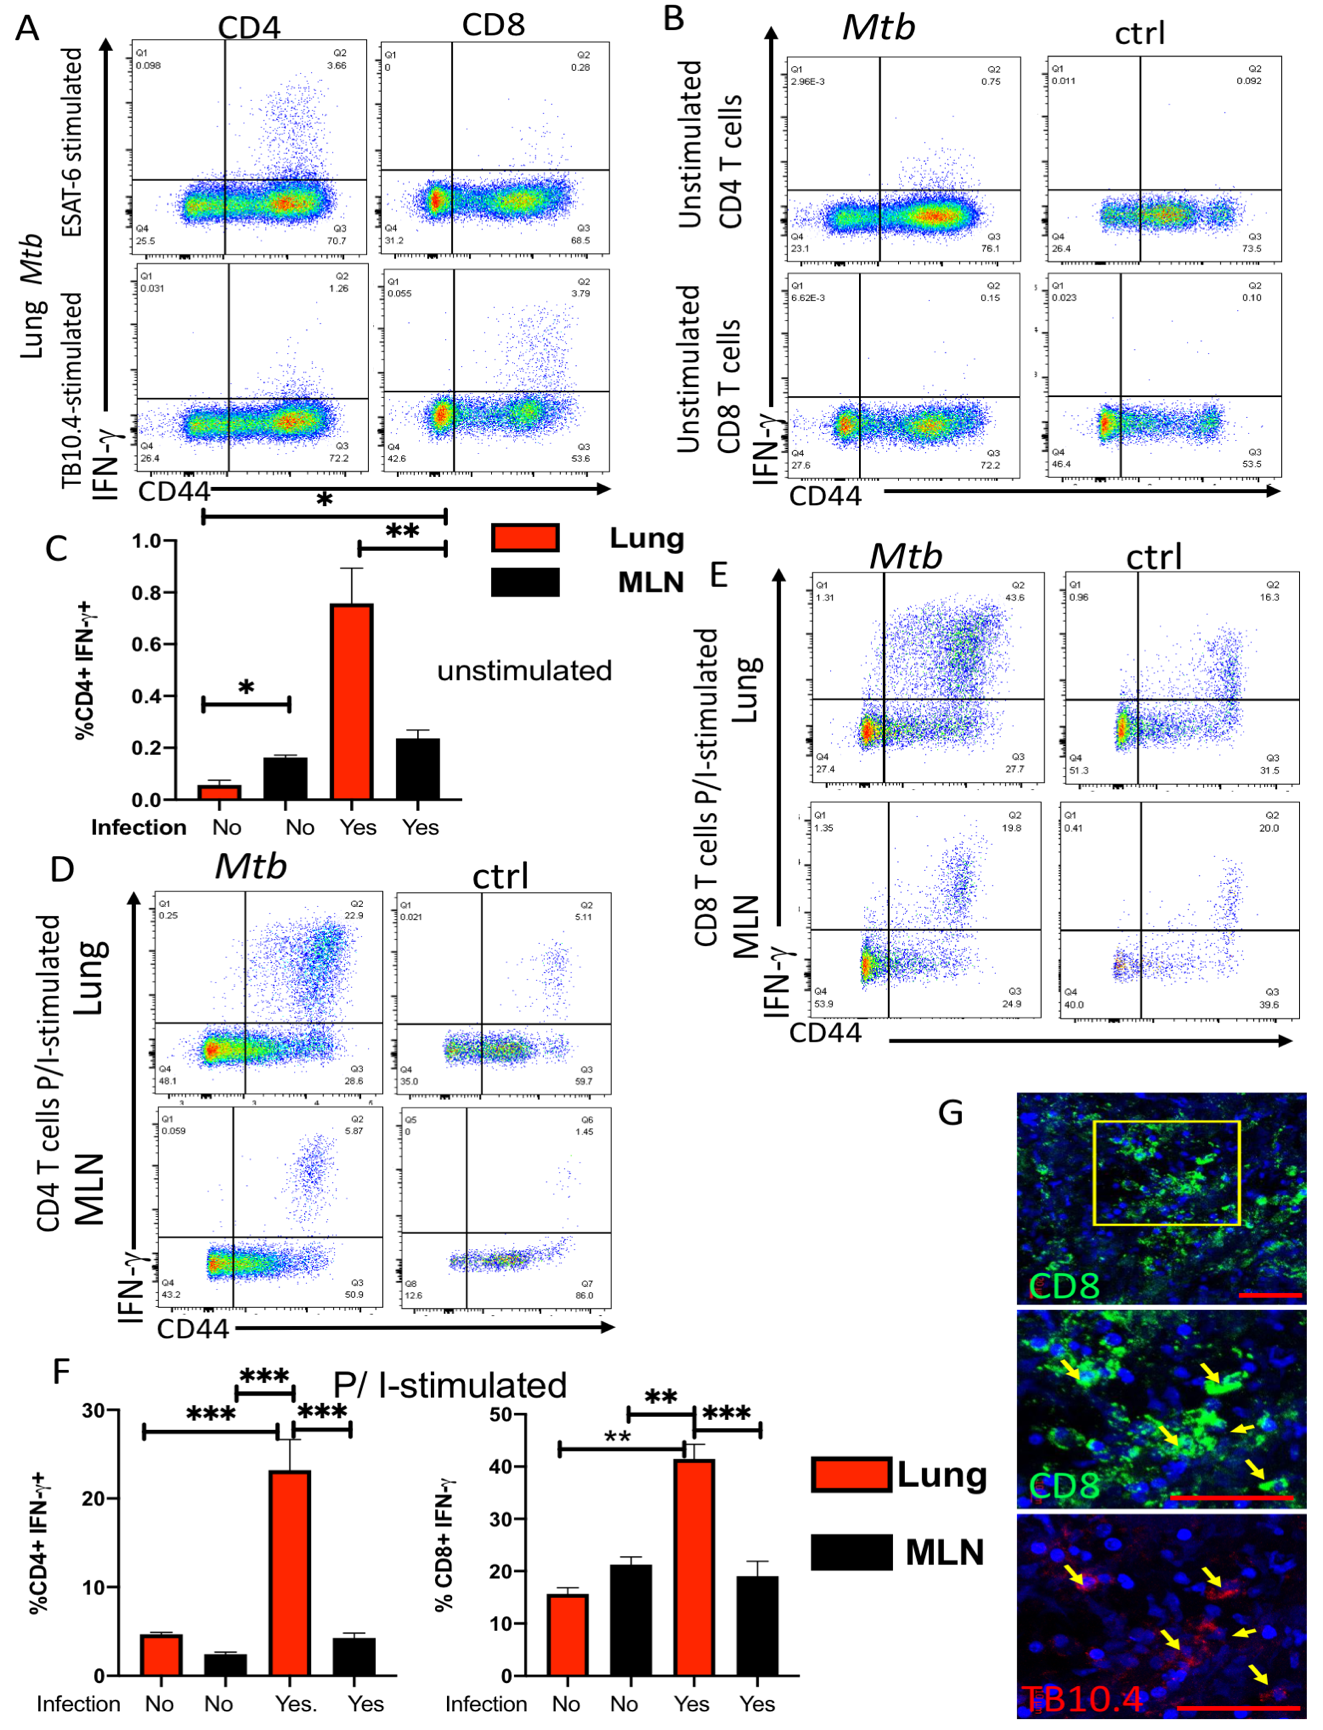 A
CD4
CD8
ESAT-6 stimulated
TB10.4-stimulated
Lung Mtb
IFN-γ
CD44
Q1
0.098
Q2
3.66
Q4
25.5
Q3
70.7
Q1
0
Q2
0.28
Q4
31.2
Q3
68.5
Q1
0.031
Q2
1.26
Q4
26.4
Q3
72.2
Q1
0.055
Q2
3.79
Q4
42.6
Q3
53.6
B
Mtb
ctrl
Unstimulated
CD4 T cells
Unstimulated
CD8 T cells
IFN-γ
CD44
Q1
2.96E-3
Q2
0.75
Q4
23.1
Q3
76.1
Q1
0.011
Q2
0.092
Q4
26.4
Q3
73.5
Q1
6.62E-3
Q2
0.15
Q4
27.6
Q3
72.2
Q1
0.023
Q2
0.10
Q4
46.4
Q3
53.5
C
*
**
*
1.0
0.8
0.6
0.4
0.2
0.0
%CD4+ IFN-γ+
Lung
MLN
unstimulated
Infection No No Yes Yes
D
Mtb
ctrl
CD4 T cells P/I-stimulated
Lung
MLN
IFN-γ
CD44
Q1
0.25
Q2
22.9
Q4
48.1
Q3
28.6
3 3 4 5
Q1
0.021
Q2
5.11
Q4
35.0
Q3
59.7
Q1
0.059
Q2
5.87
Q4
43.2
Q3
50.9
Q5
0
Q6
1.45
Q8
12.6
Q7
86.0
E
Mtb
ctrl
CD8 T cells P/I-stimulated
Lung
MLN
IFN-γ
CD44
Q1
1.31
Q2
43.6
Q4
27.4
Q3
27.7
Q1
0.96
Q2
16.3
Q4
51.3
Q3
31.5
Q1
1.35
Q2
19.8
Q4
53.9
Q3
24.9
Q1
0.41
Q2
20.0
Q4
40.0
Q3
39.6
F
P/ I-stimulated
***
***
***
30
20
10
0
%CD4+ IFN-γ+
Infection No No Yes. Yes
**
***
**
50
40
30
20
10
0
% CD8+ IFN-γ
Infection No No Yes Yes
Lung
MLN
G
CD8
CD8
TB10.4